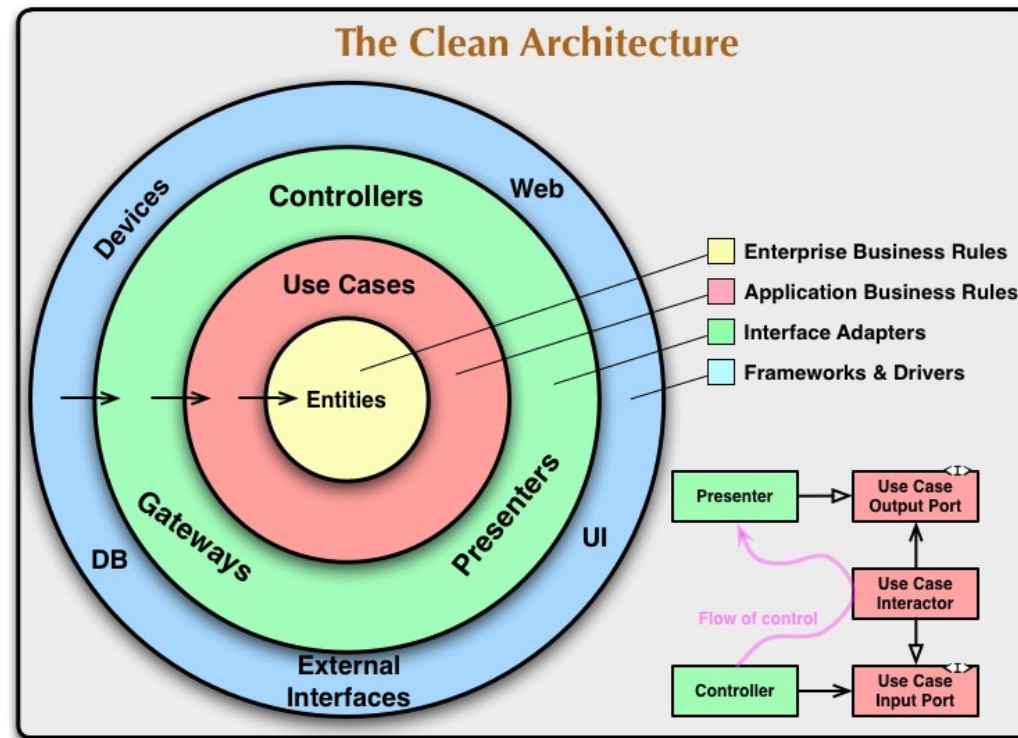 The Clean Architecture
Devices
Web
Controllers
Use Cases
Entities
Gateways
Presenters
DB
UI
External
Interfaces
Enterprise Business Rules
Application Business Rules
Interface Adapters
Frameworks & Drivers
Presenter
<I>
Use Case
Output Port
Use Case
Interactor
Flow of control
Controller
<I>
Use Case
Input Port